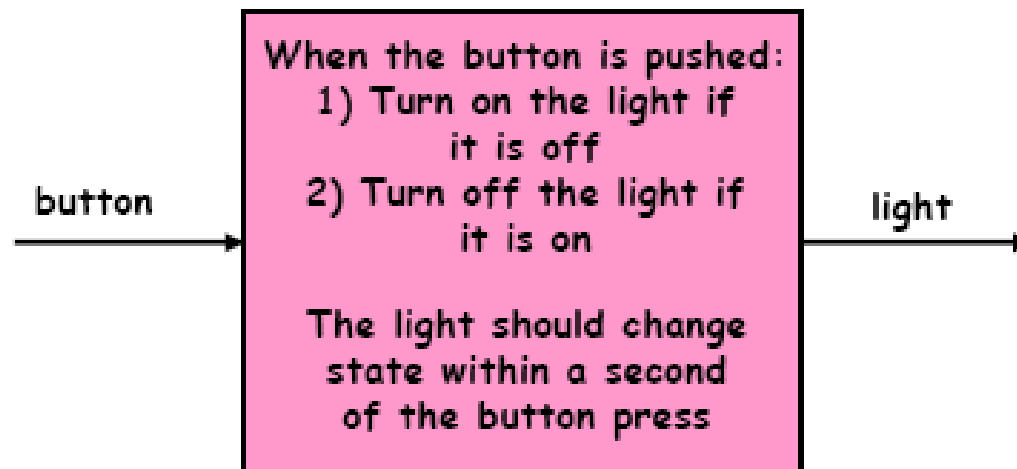 When the button is pushed:
1) Turn on the light if
it is off
2) Turn off the light if
it is on
The light should change
state within a second
of the button press
button
light